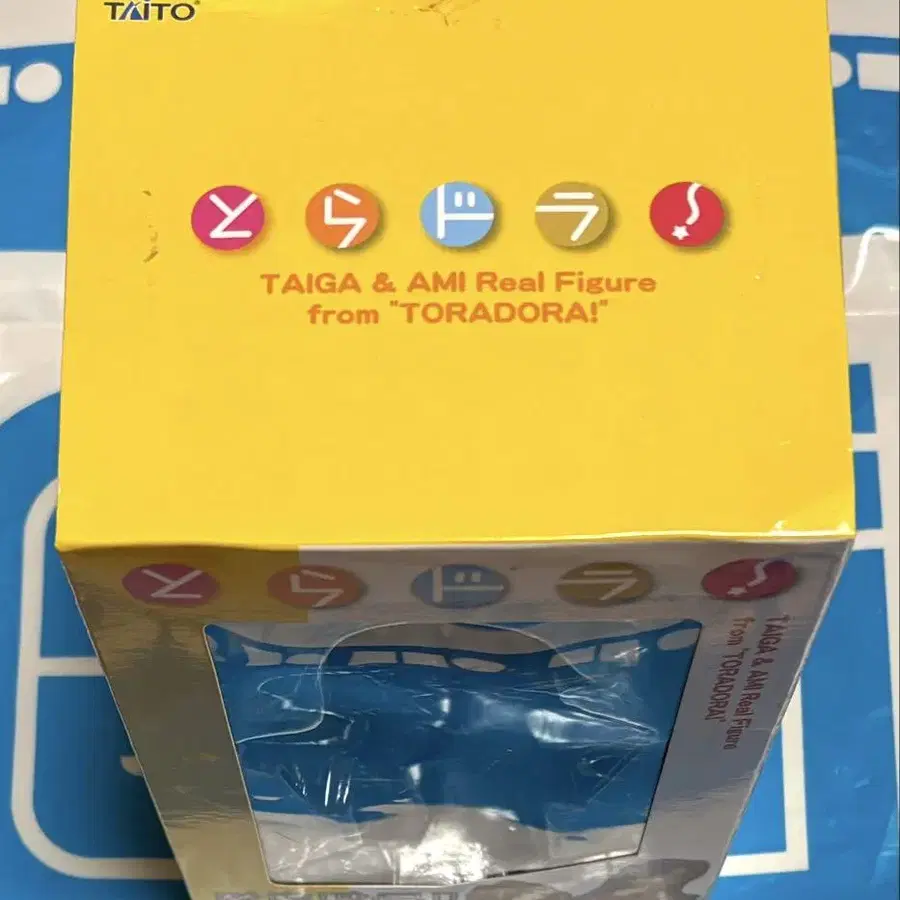 TAITO
とらドラ!
TAIGA & AMI Real Figure
from "TORADORA!"
とらドラ!
TAIGA & AMI Real Figure
from "TORADORA!"